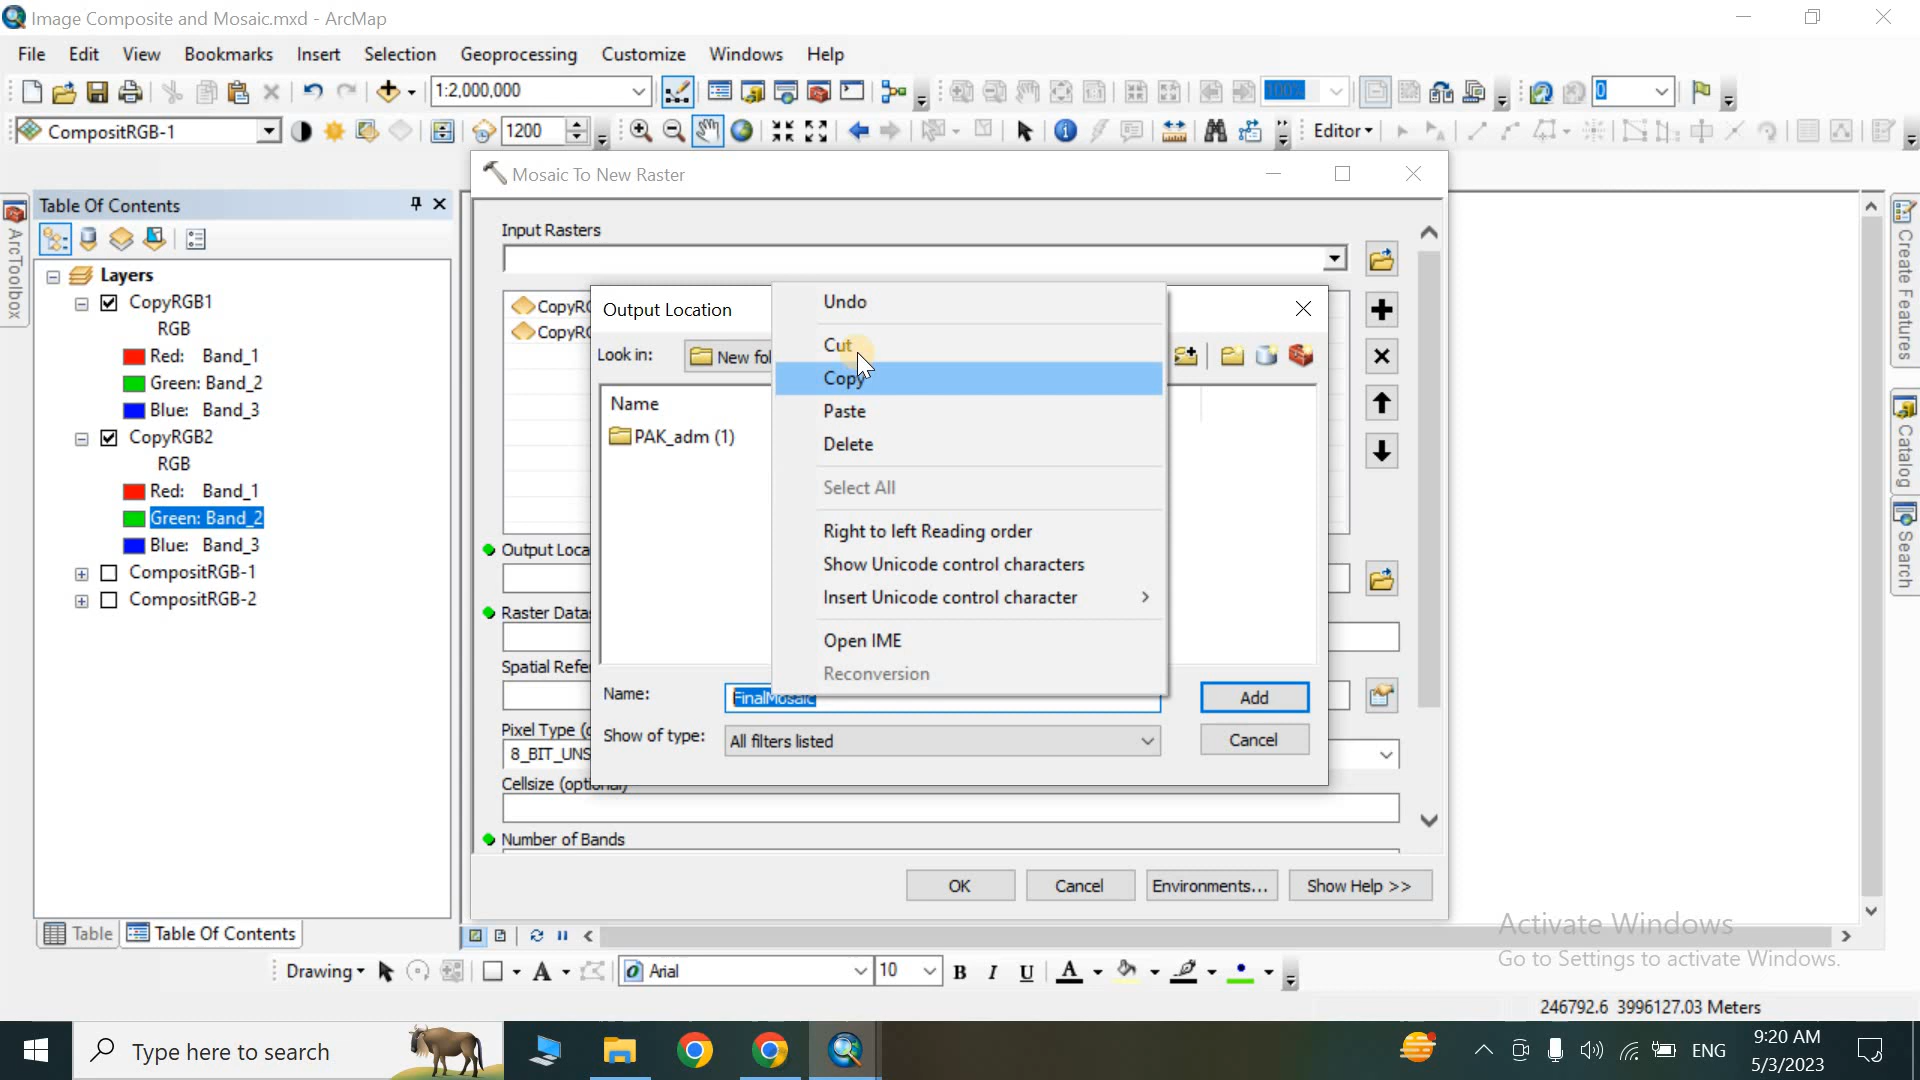 Image Composite and Mosaic.mxd - ArcMap
File Edit View Bookmarks Insert Selection Geoprocessing Customize Windows Help
1:2,000,000 100% 0
CompositRGB-1 1200 Editor
Mosaic To New Raster
ArcToolbox
Table Of Contents
Layers
CopyRGB1
RGB
Red: Band_1
Green: Band_2
Blue: Band_3
CopyRGB2
RGB
Red: Band_1
Green: Band_2
Blue: Band_3
CompositRGB-1
CompositRGB-2
Table Table Of Contents
Input Rasters
CopyRG
CopyRG
Output Loca
Raster Datas
Spatial Refe
Pixel Type (o
8_BIT_UNS
Cellsize (optional)
Number of Bands
OK Cancel Environments... Show Help >>
Output Location
Look in: New fol
Name
PAK_adm (1)
Name: FinalMosaic Add
Show of type: All filters listed Cancel
Undo
Cut
Copy
Paste
Delete
Select All
Right to left Reading order
Show Unicode control characters
Insert Unicode control character
Open IME
Reconversion
Create Features
Catalog
Search
Activate Windows
Go to Settings to activate Windows.
Drawing A Arial 10 B I U A
246792.6 3996127.03 Meters
Type here to search ENG 9:20 AM
5/3/2023